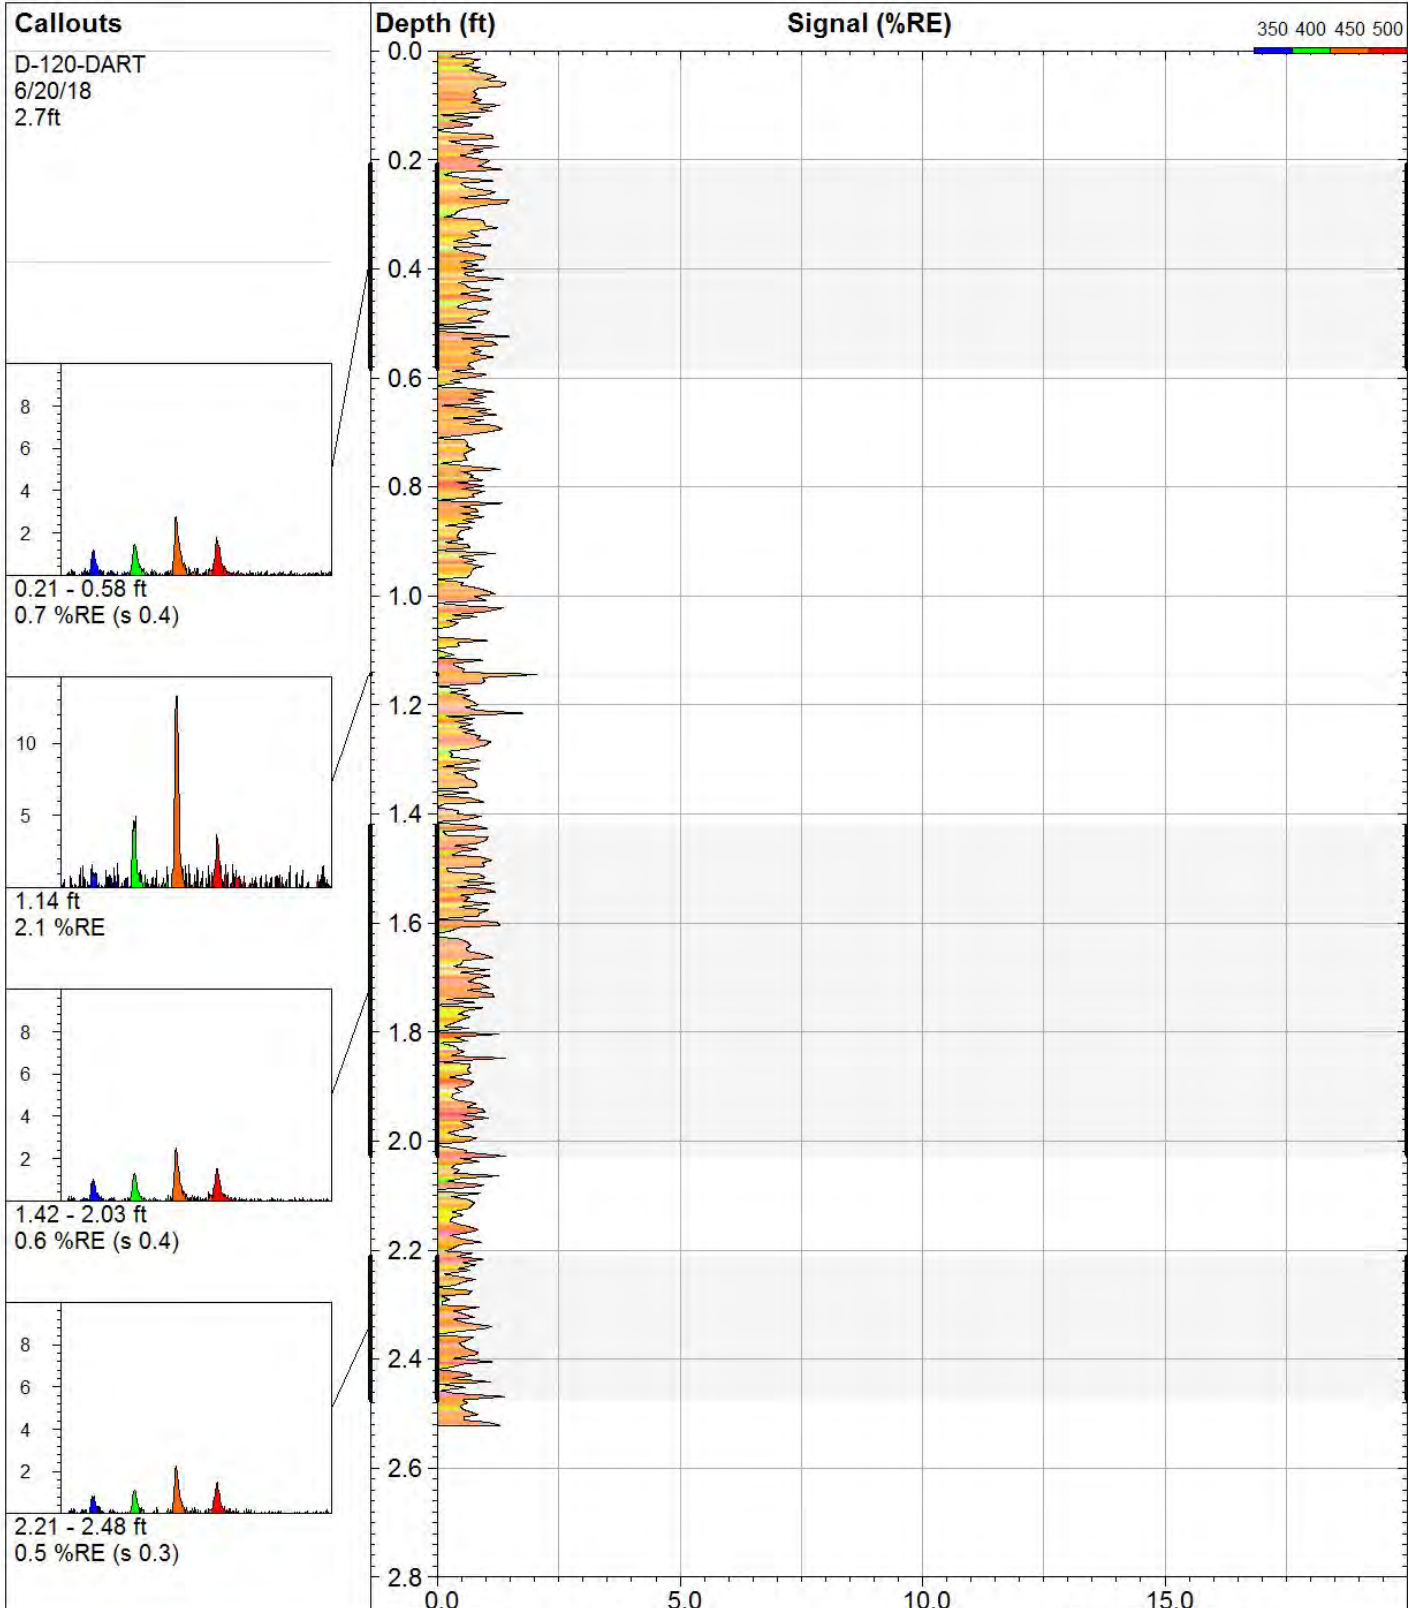 Callouts
D-120-DART
6/20/18
2.7ft
8
6
4
2
0.21 - 0.58 ft
0.7 %RE (s 0.4)
10
5
1.14 ft
2.1 %RE
8
6
4
2
1.42 - 2.03 ft
0.6 %RE (s 0.4)
8
6
4
2
2.21 - 2.48 ft
0.5 %RE (s 0.3)
Depth (ft)
Signal (%RE)
350 400 450 500
0.0
0.2
0.4
0.6
0.8
1.0
1.2
1.4
1.6
1.8
2.0
2.2
2.4
2.6
2.8
0.0 5.0 10.0 15.0